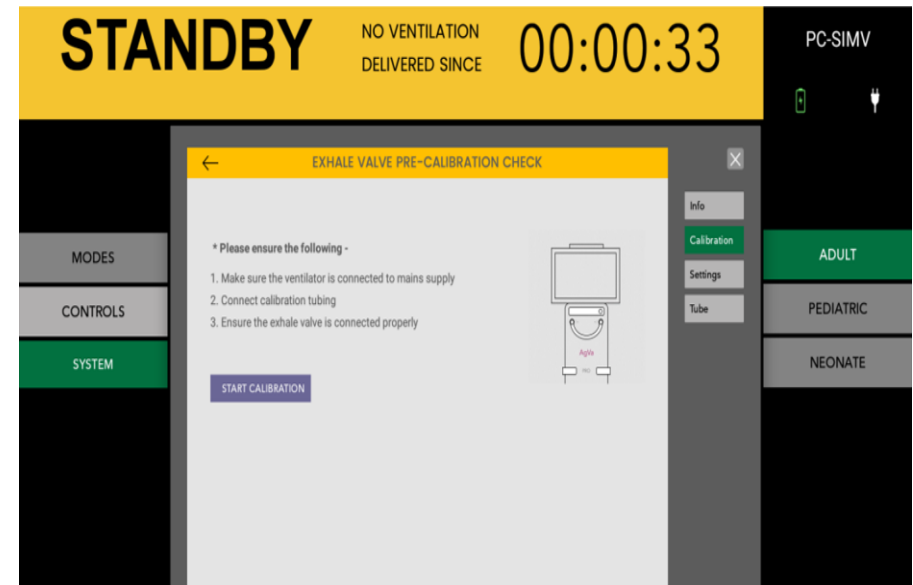 STANDBY
NO VENTILATION
DELIVERED SINCE
00:00:33
PC-SIMV
EXHALE VALVE PRE-CALIBRATION CHECK
X
* Please ensure the following -
1. Make sure the ventilator is connected to mains supply
2. Connect calibration tubing
3. Ensure the exhale valve is connected properly
START CALIBRATION
AgVa
Info
Calibration
Settings
Tube
MODES
CONTROLS
SYSTEM
ADULT
PEDIATRIC
NEONATE